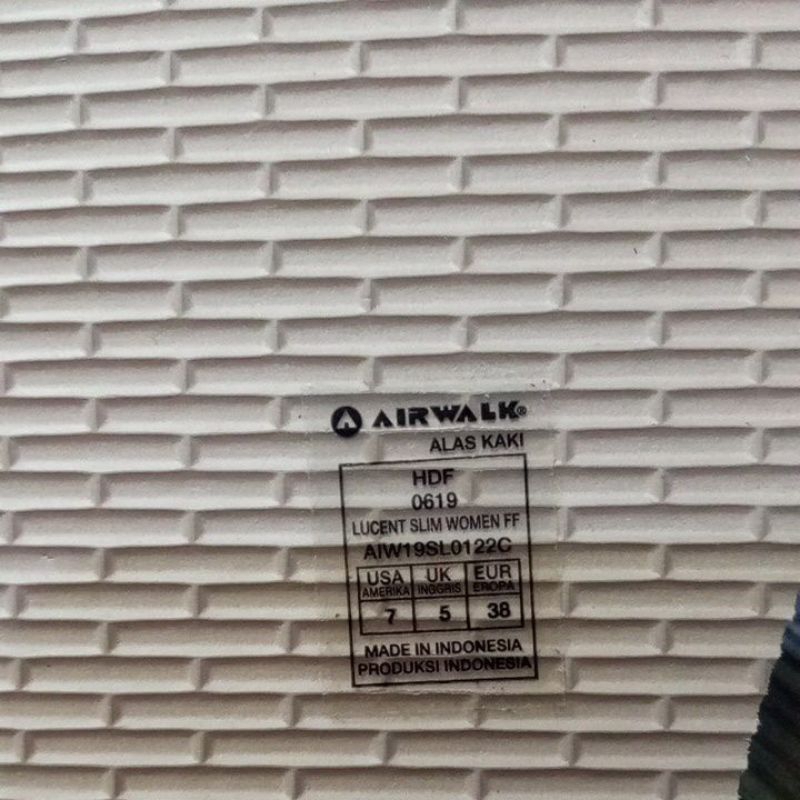 AIRWALK®
ALAS KAKI
HDF
0619
LUCENT SLIM WOMEN FF
AIW19SL0122C
USA UK EUR
AMERIKA INGGRIS EROPA
7 5 38
MADE IN INDONESIA
PRODUKSI INDONESIA